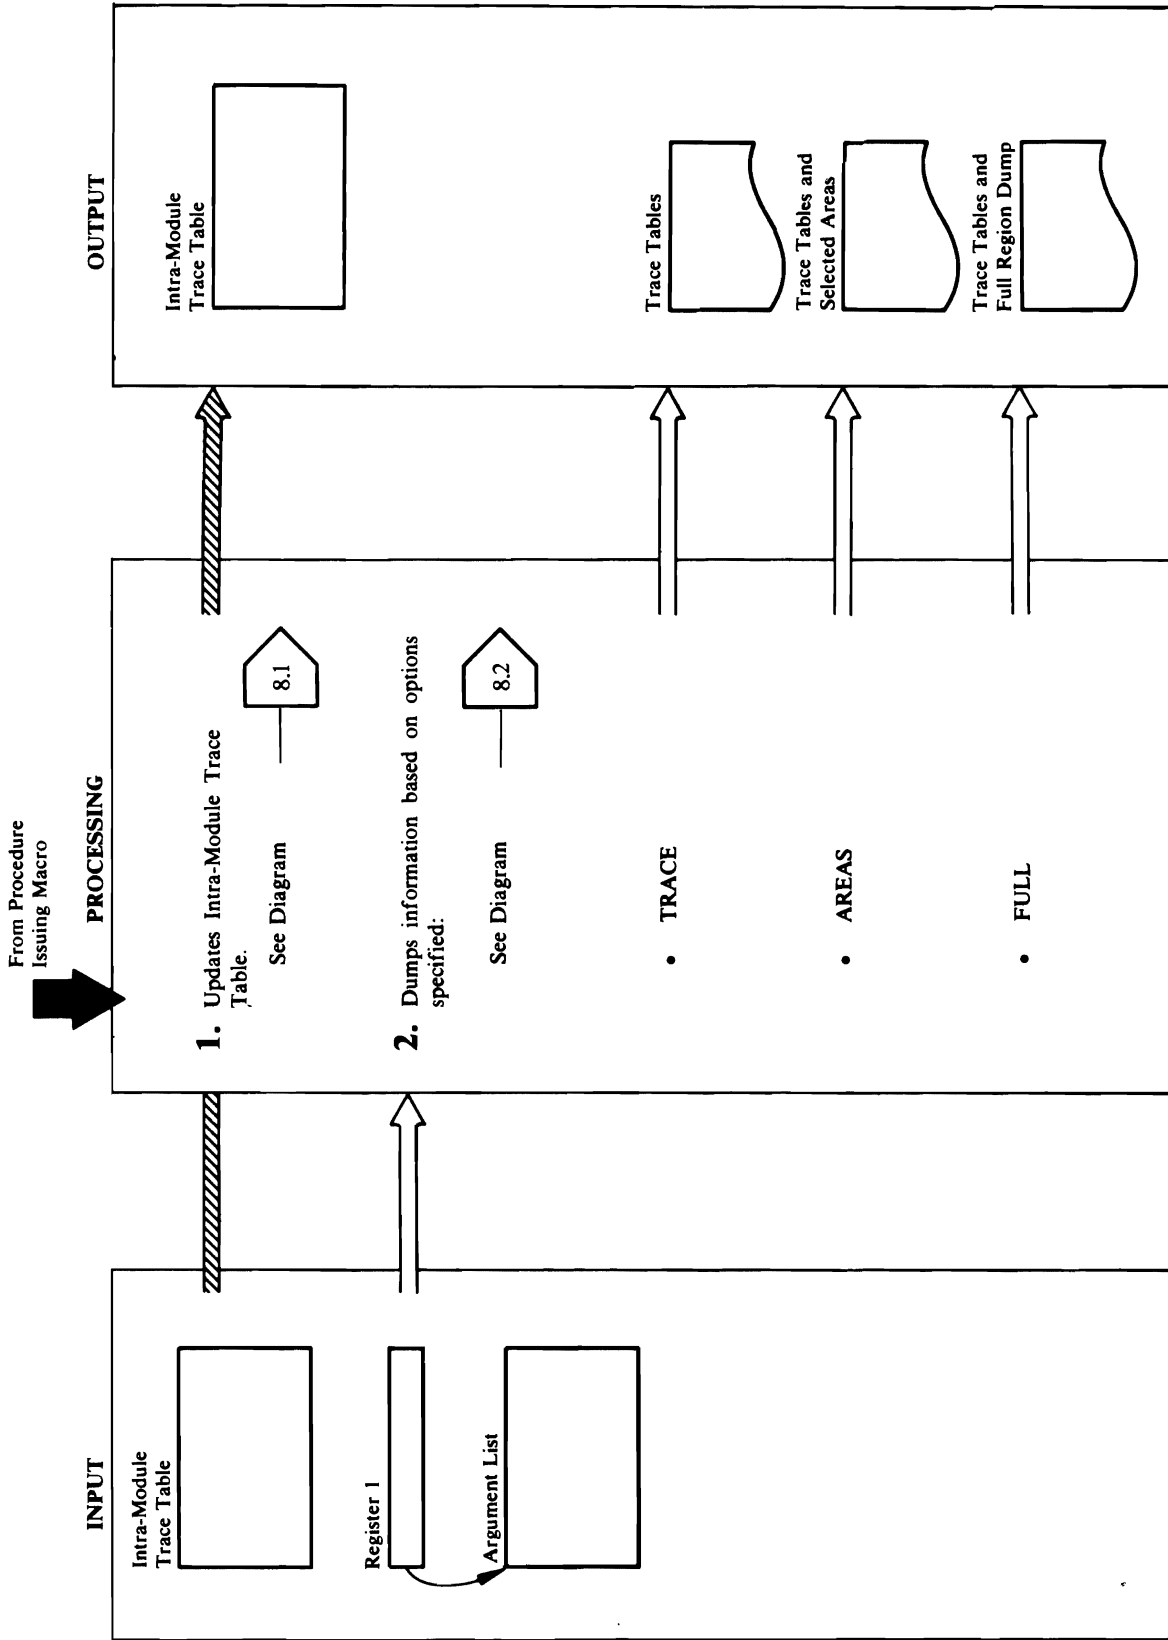 From Procedure
Issuing Macro
INPUT
PROCESSING
OUTPUT
Intra-Module
Trace Table
Register 1
Argument List
1. Updates Intra-Module Trace
Table.
See Diagram
8.1
2. Dumps information based on options
specified:
See Diagram
8.2
• TRACE
• AREAS
• FULL
Intra-Module
Trace Table
Trace Tables
Trace Tables and
Selected Areas
Trace Tables and
Full Region Dump